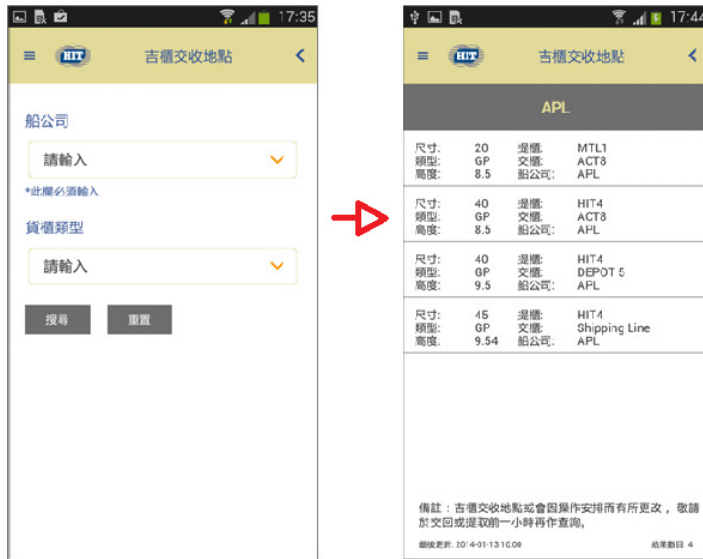 17:35
HIT
吉櫃交收地點
船公司
請輸入
*此欄必須輸入
貨櫃類型
請輸入
搜尋
重置
17:44
HIT
吉櫃交收地點
APL
尺寸: 20 提櫃: MTL1
類型: GP 交櫃: ACT8
高度: 8.5 船公司: APL
尺寸: 40 提櫃: HIT4
類型: GP 交櫃: ACT8
高度: 8.5 船公司: APL
尺寸: 40 提櫃: HIT4
類型: GP 交櫃: DEPOT 5
高度: 9.5 船公司: APL
尺寸: 45 提櫃: HIT4
類型: GP 交櫃: Shipping Line
高度: 9.54 船公司: APL
備註：吉櫃交收地點或會因操作安排而有所更改，敬請
於交回或提取前一小時再作查詢。
最後更新: 2014-01-13 10:00
結果數目: 4